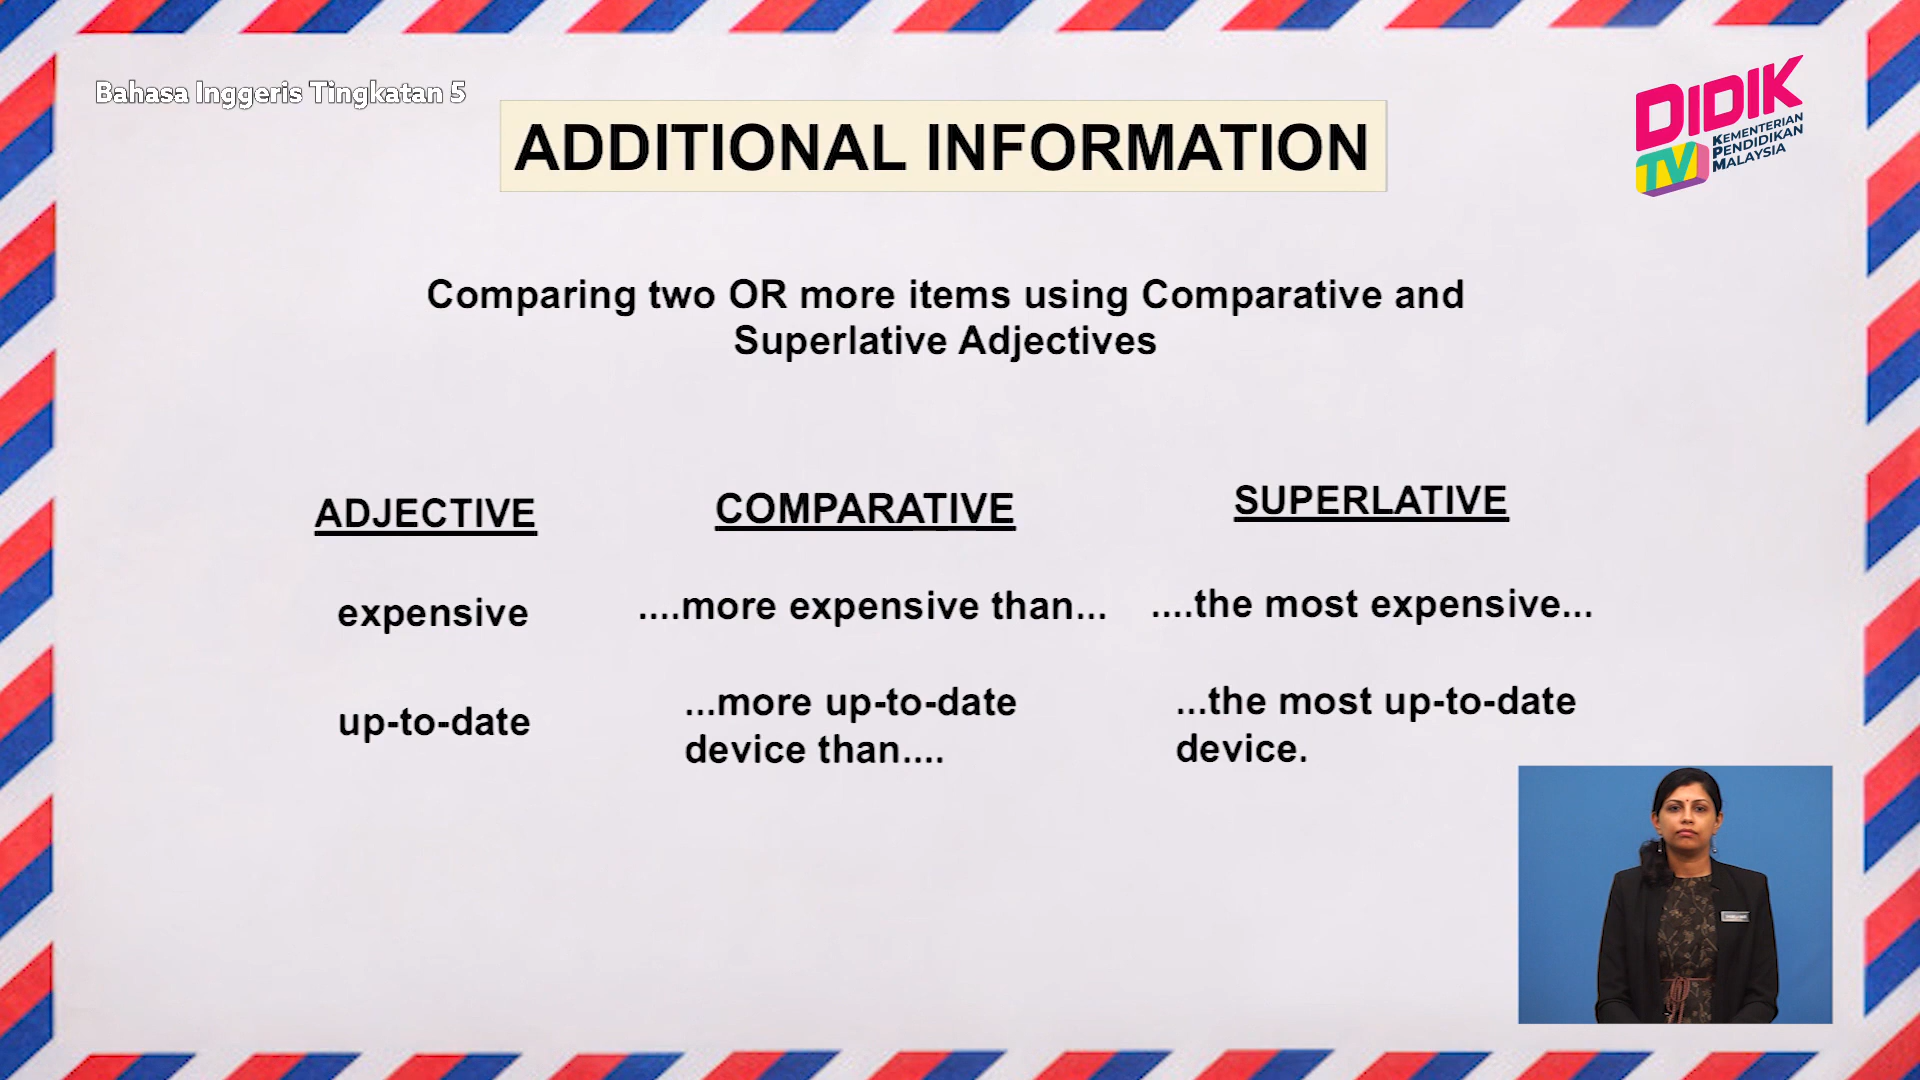 Bahasa Inggeris Tingkatan 5
DIDIK
TV
KEMENTERIAN
PENDIDIKAN
MALAYSIA
ADDITIONAL INFORMATION
Comparing two OR more items using Comparative and
Superlative Adjectives
ADJECTIVE
COMPARATIVE
SUPERLATIVE
expensive
....more expensive than...
....the most expensive...
up-to-date
...more up-to-date
device than....
...the most up-to-date
device.